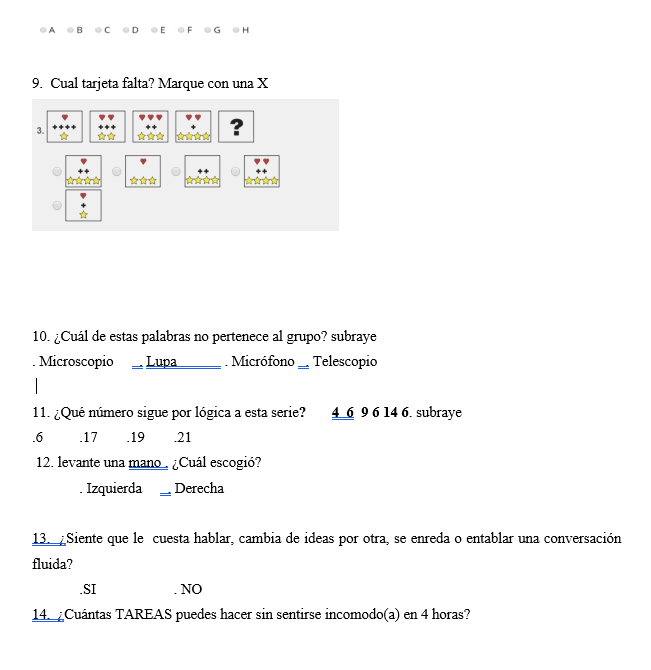 A B C D E F G H
9. Cual tarjeta falta? Marque con una X
3. ++++ +++ ++ + ?
++ ++ ++
+
10. ¿Cuál de estas palabras no pertenece al grupo? subraye
. Microscopio . Lupa . Micrófono . Telescopio
11. ¿Qué número sigue por lógica a esta serie? 4 6 9 6 14 6. subraye
.6 .17 .19 .21
12. levante una mano . ¿Cuál escogió?
. Izquierda . Derecha
13. ¿Siente que le cuesta hablar, cambia de ideas por otra, se enreda o entablar una conversación
fluida?
.SI . NO
14. ¿Cuántas TAREAS puedes hacer sin sentirse incomodo(a) en 4 horas?